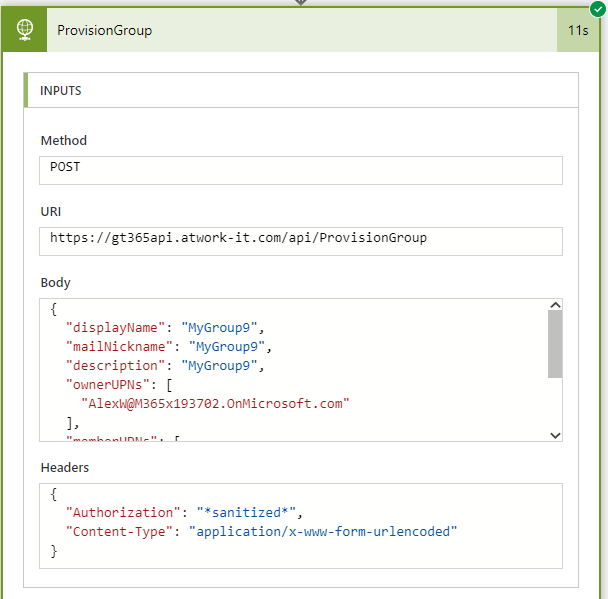 ProvisionGroup
11s
INPUTS
Method
POST
URI
https://gt365api.atwork-it.com/api/ProvisionGroup
Body
{
"displayName": "MyGroup9",
"mailNickname": "MyGroup9",
"description": "MyGroup9",
"ownerUPNs": [
"AlexW@M365x193702.OnMicrosoft.com"
],
"memberUPNs": [
Headers
{
"Authorization": "*sanitized*",
"Content-Type": "application/x-www-form-urlencoded"
}